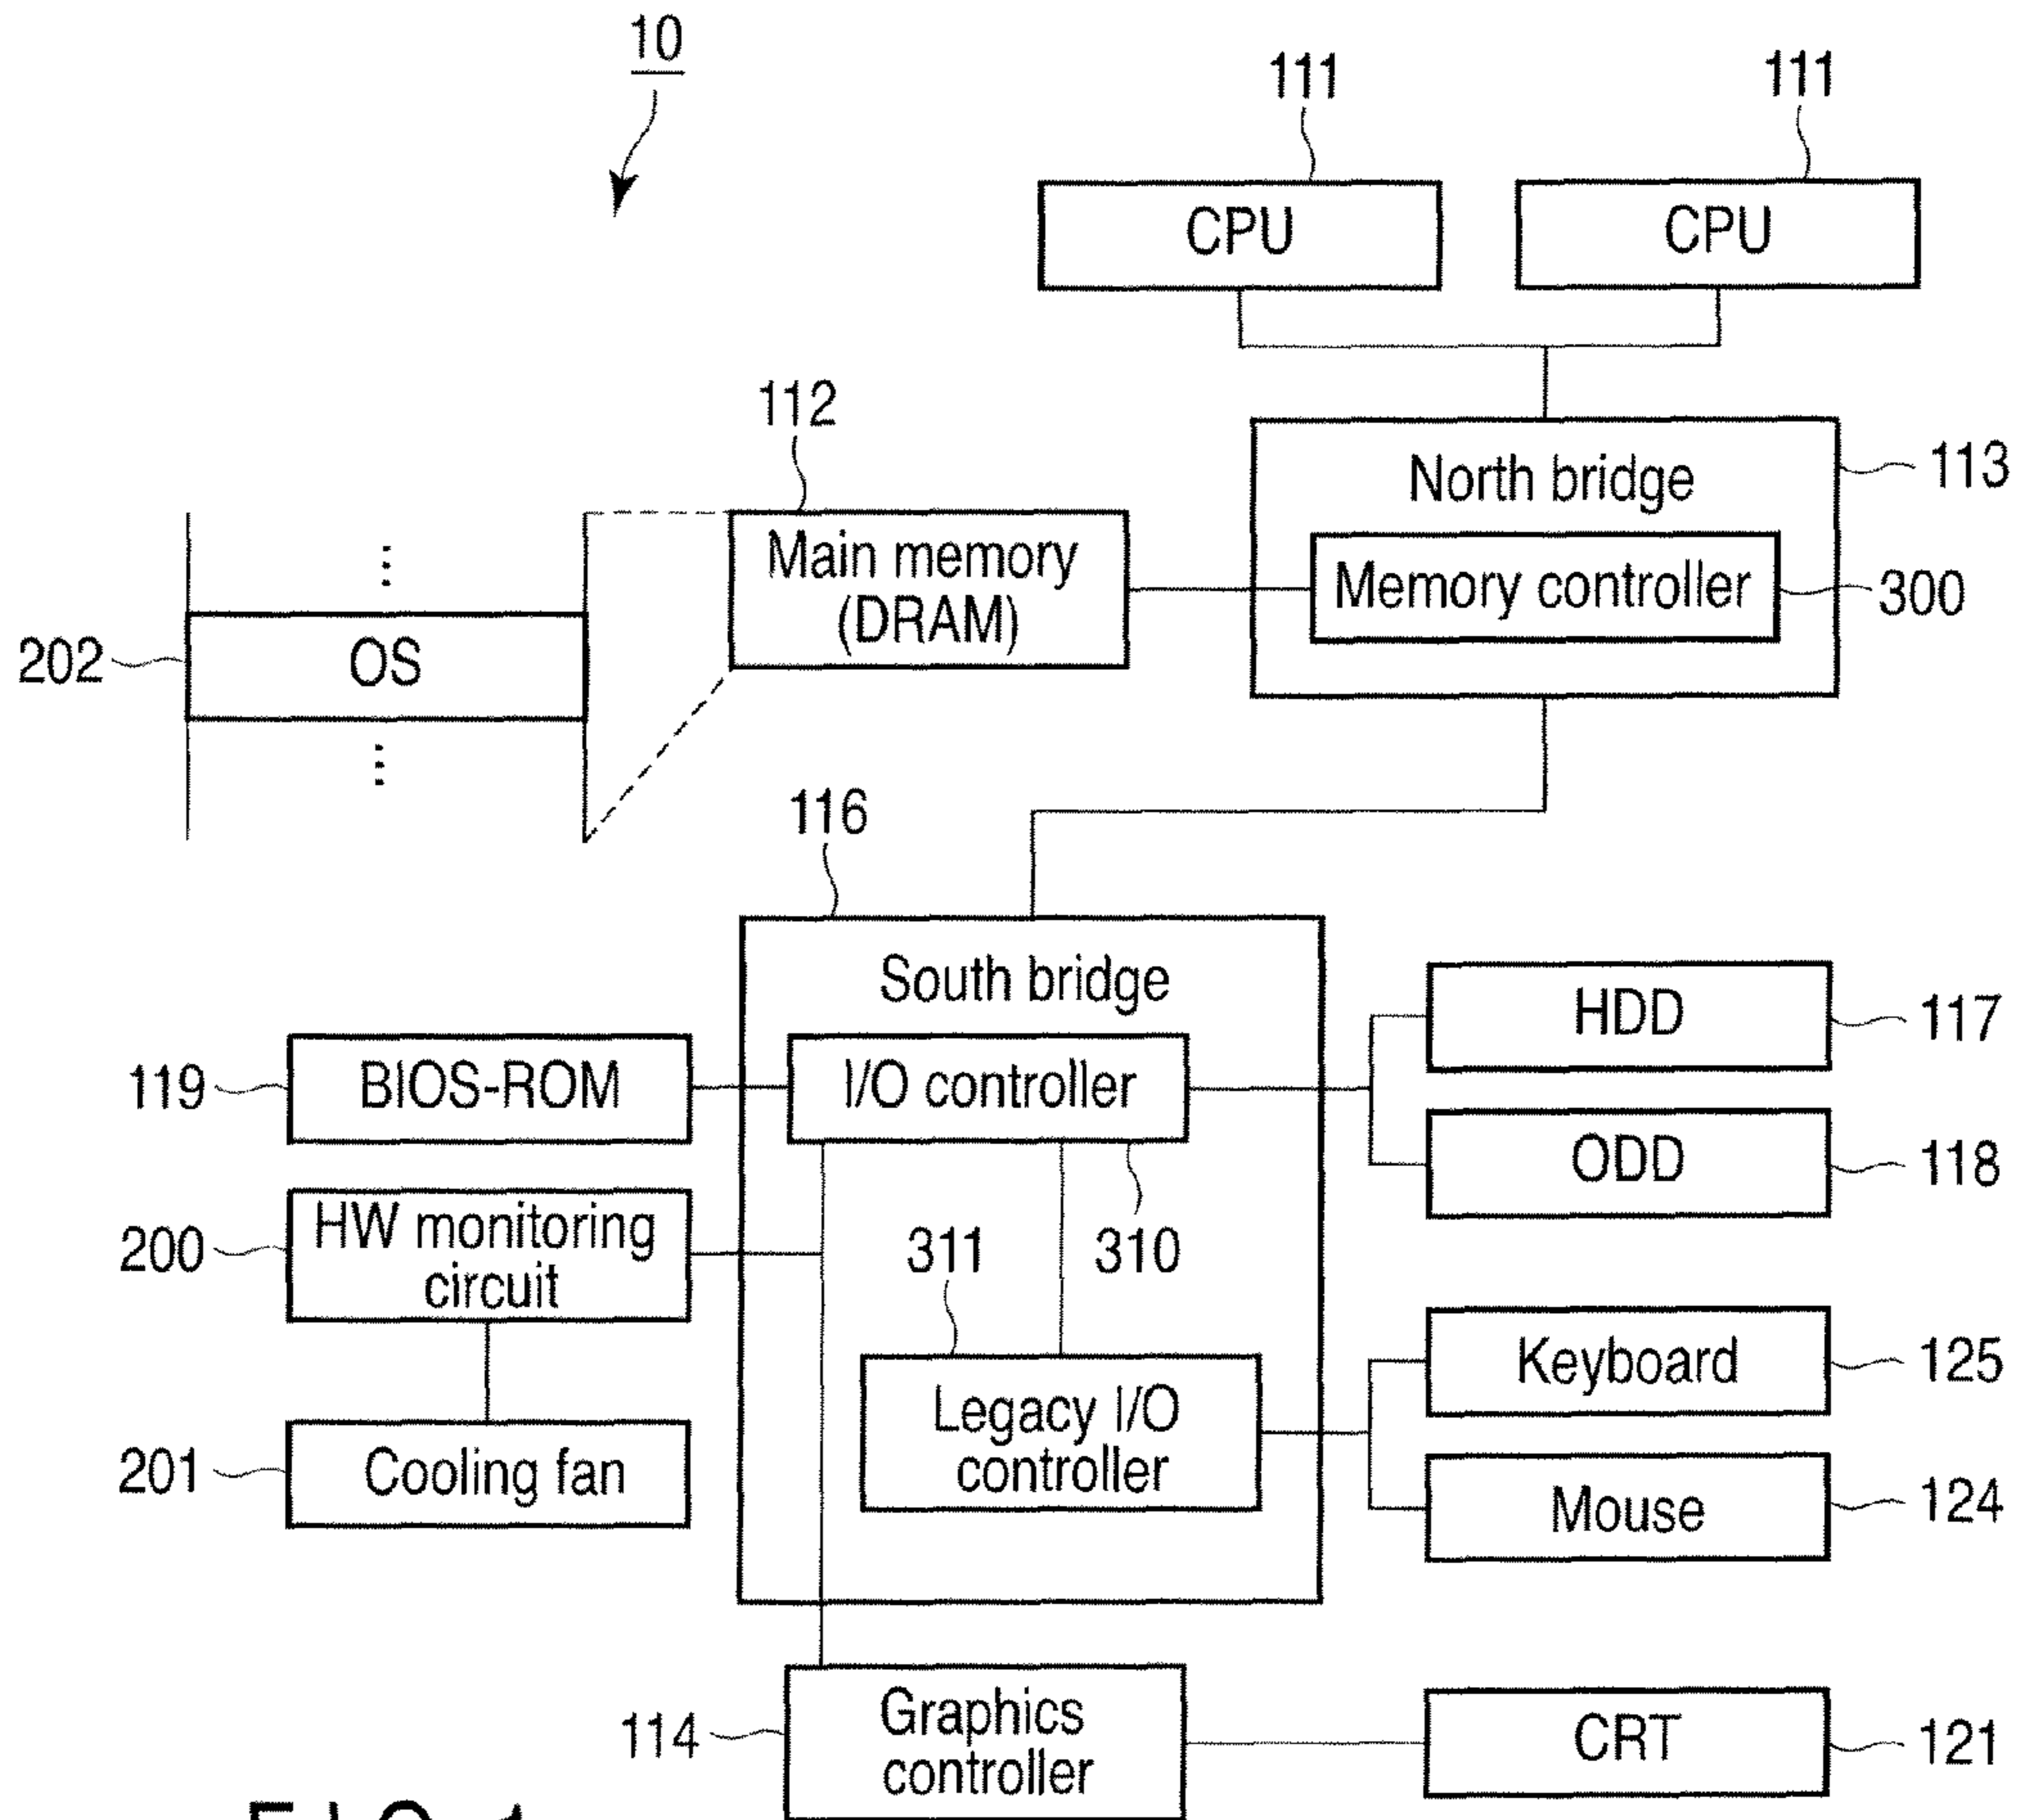 10
111
111
CPU
CPU
112
North bridge
113
Main memory
(DRAM)
Memory controller
300
...
202
OS
...
116
South bridge
HDD
117
119
BIOS-ROM
I/O controller
ODD
118
200
HW monitoring
circuit
311
310
Keyboard
125
Legacy I/O
controller
201
Cooling fan
Mouse
124
114
Graphics
controller
CRT
121
FIG. 1